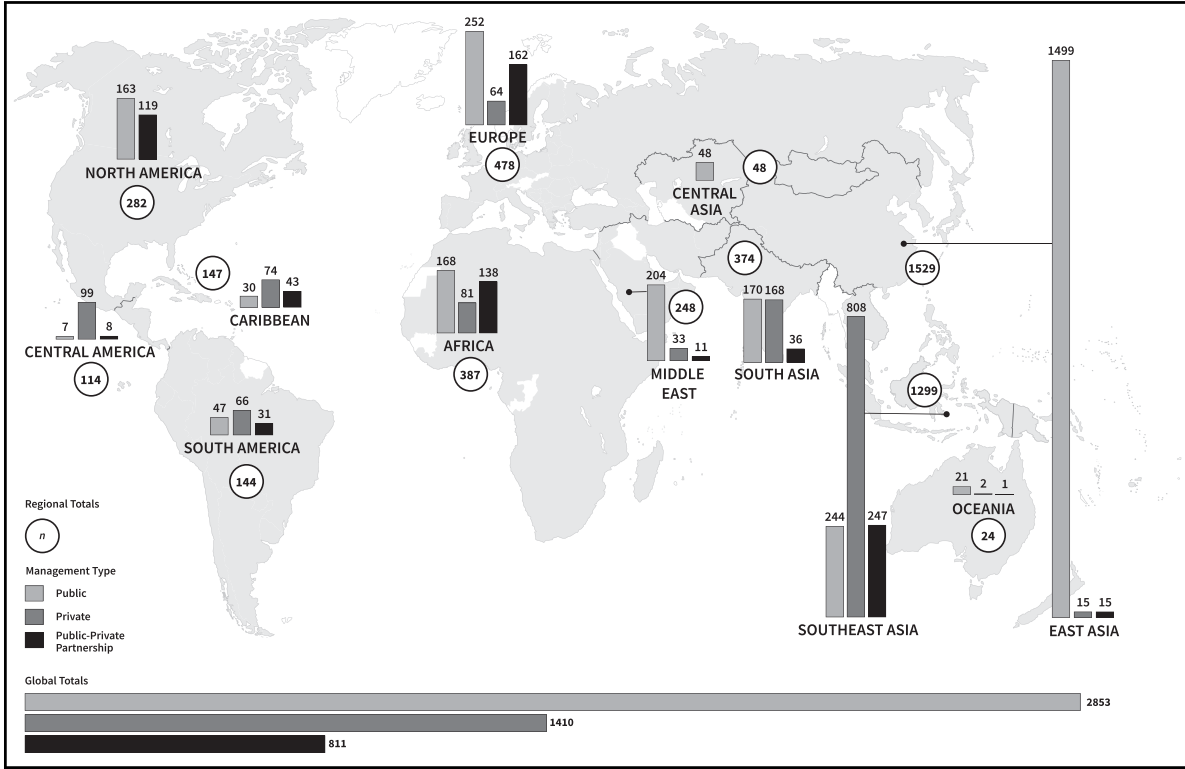 252
162
64
EUROPE
478
1499
163
119
NORTH AMERICA
282
48
CENTRAL
ASIA
48
1529
147
30
74
43
CARIBBEAN
99
7
8
CENTRAL AMERICA
114
168
81
138
AFRICA
387
204
248
33
11
MIDDLE
EAST
374
170
168
36
SOUTH ASIA
808
1299
47
66
31
SOUTH AMERICA
144
21
2
1
OCEANIA
24
244
247
SOUTHEAST ASIA
15
15
EAST ASIA
Regional Totals
n
Management Type
Public
Private
Public-Private
Partnership
Global Totals
2853
1410
811